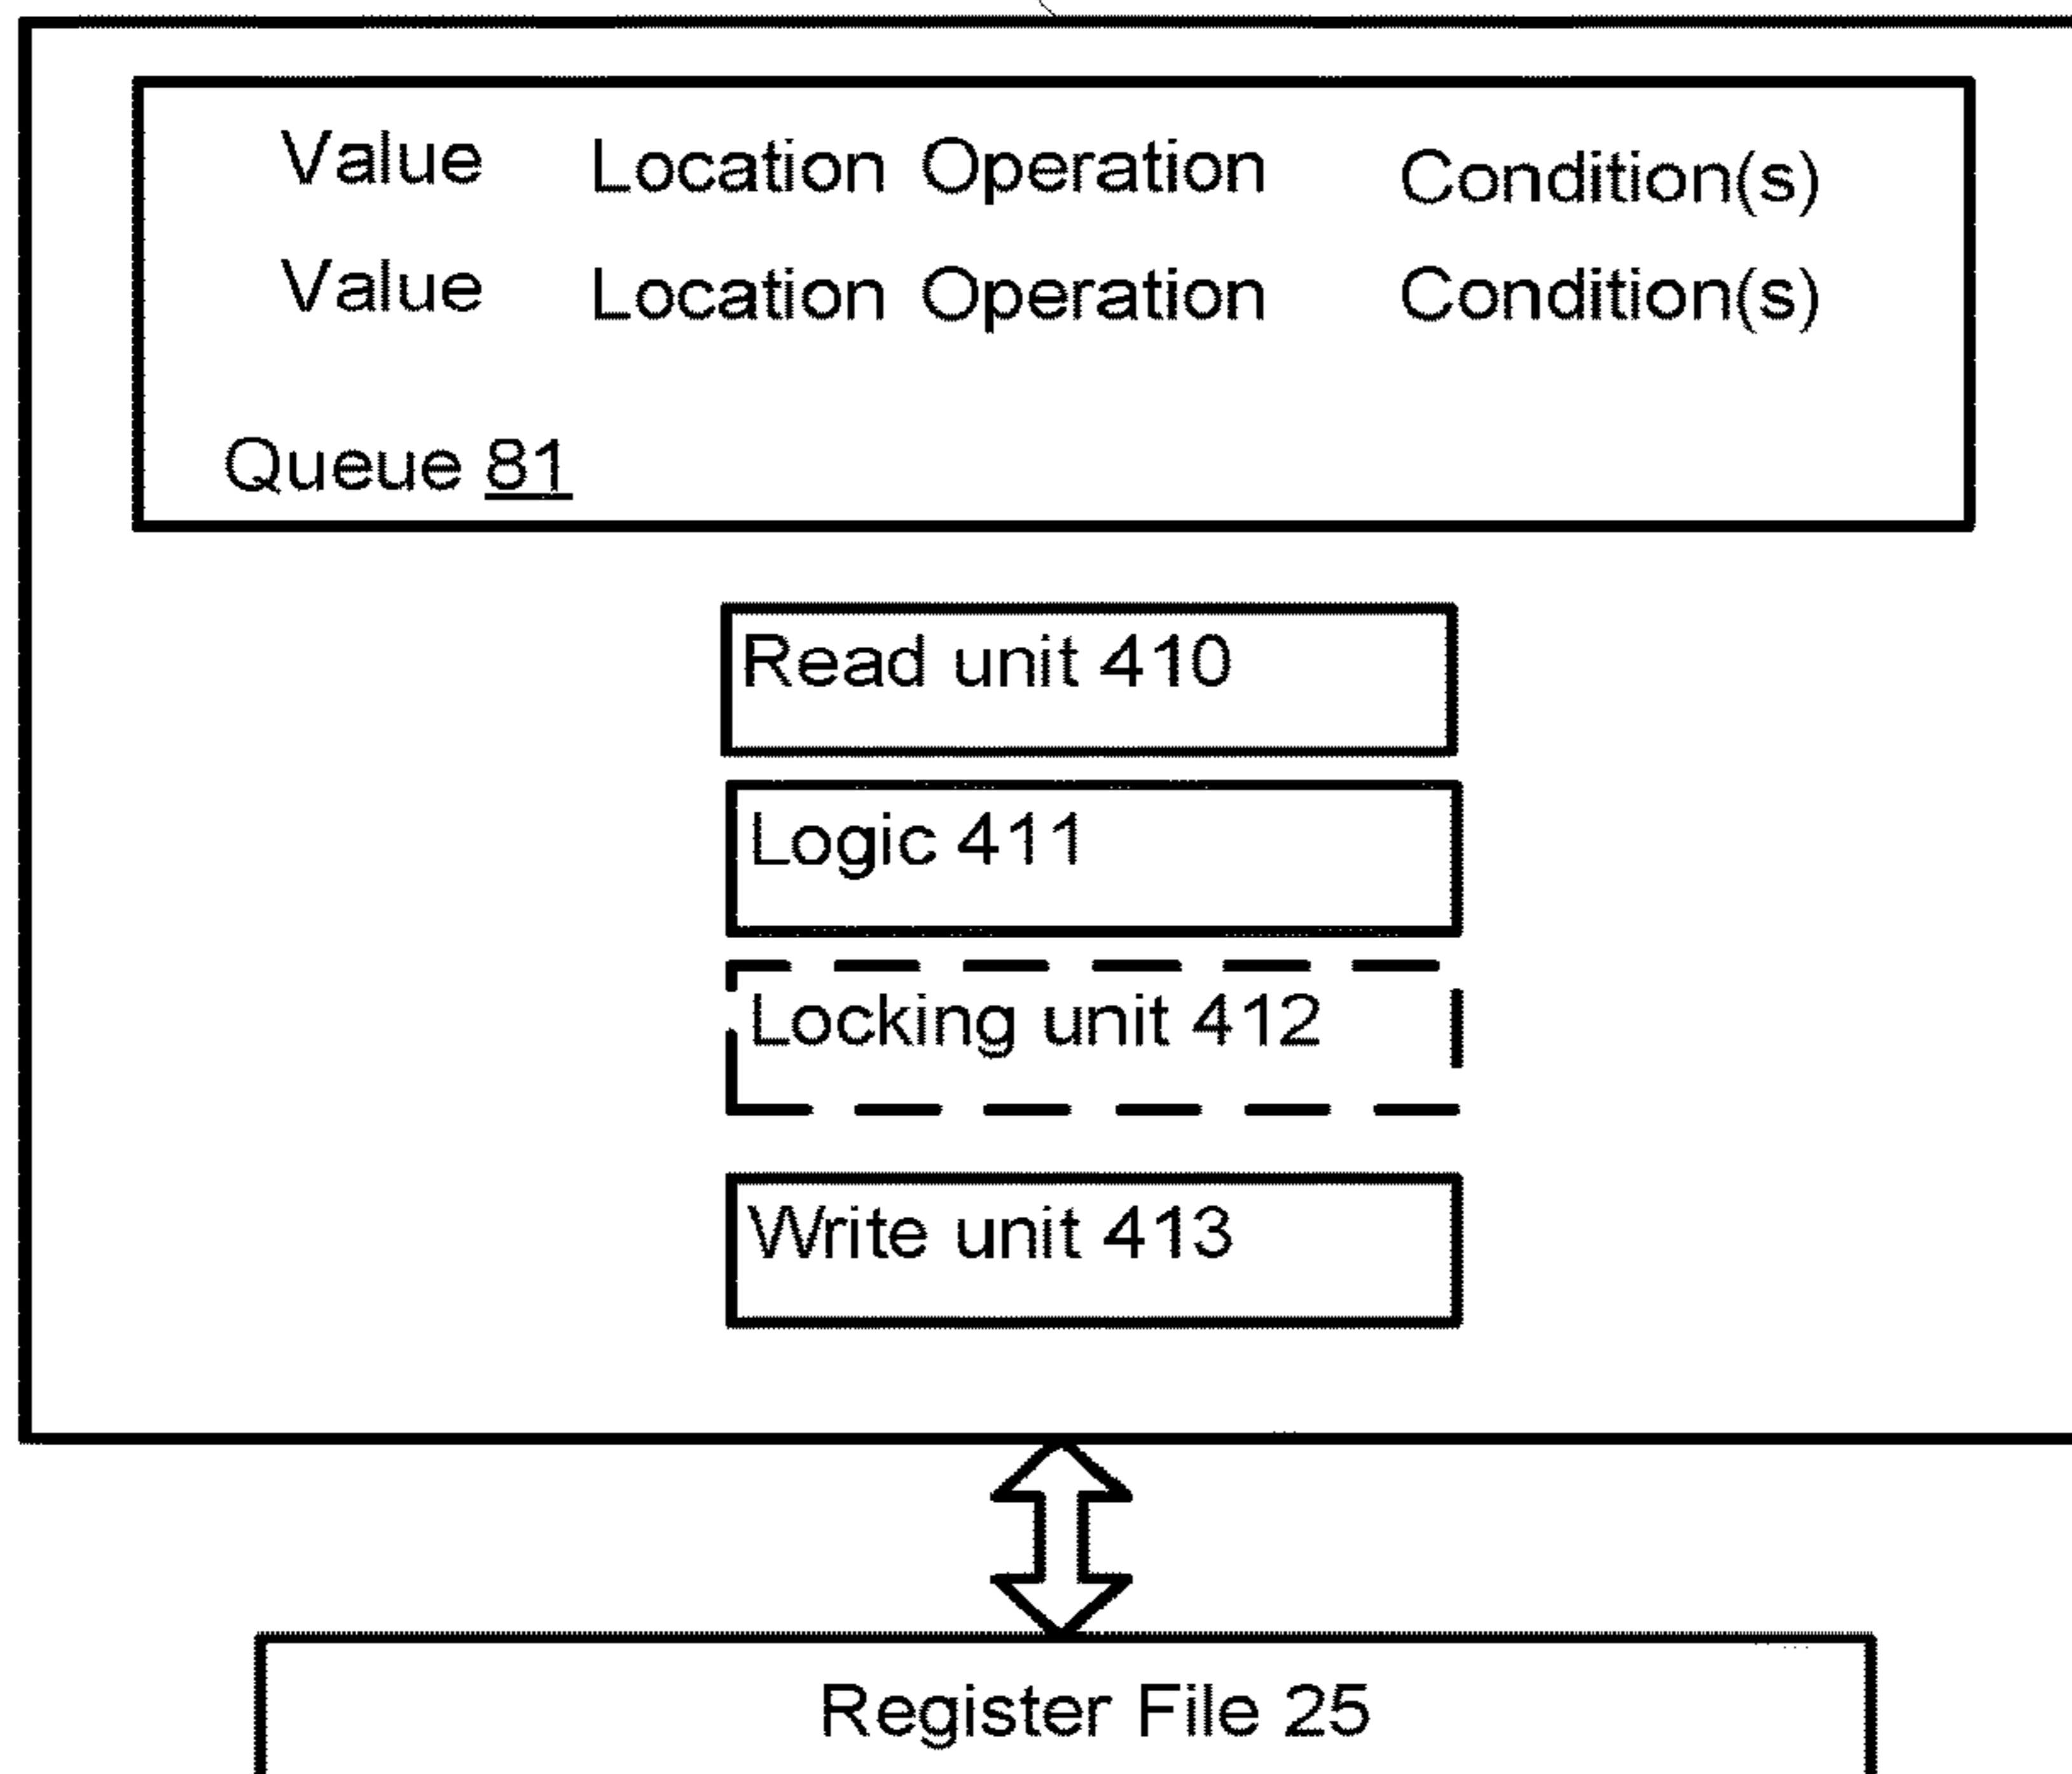 Value Location Operation Condition(s)
Value Location Operation Condition(s)
Queue 81
Read unit 410
Logic 411
Locking unit 412
Write unit 413
Register File 25